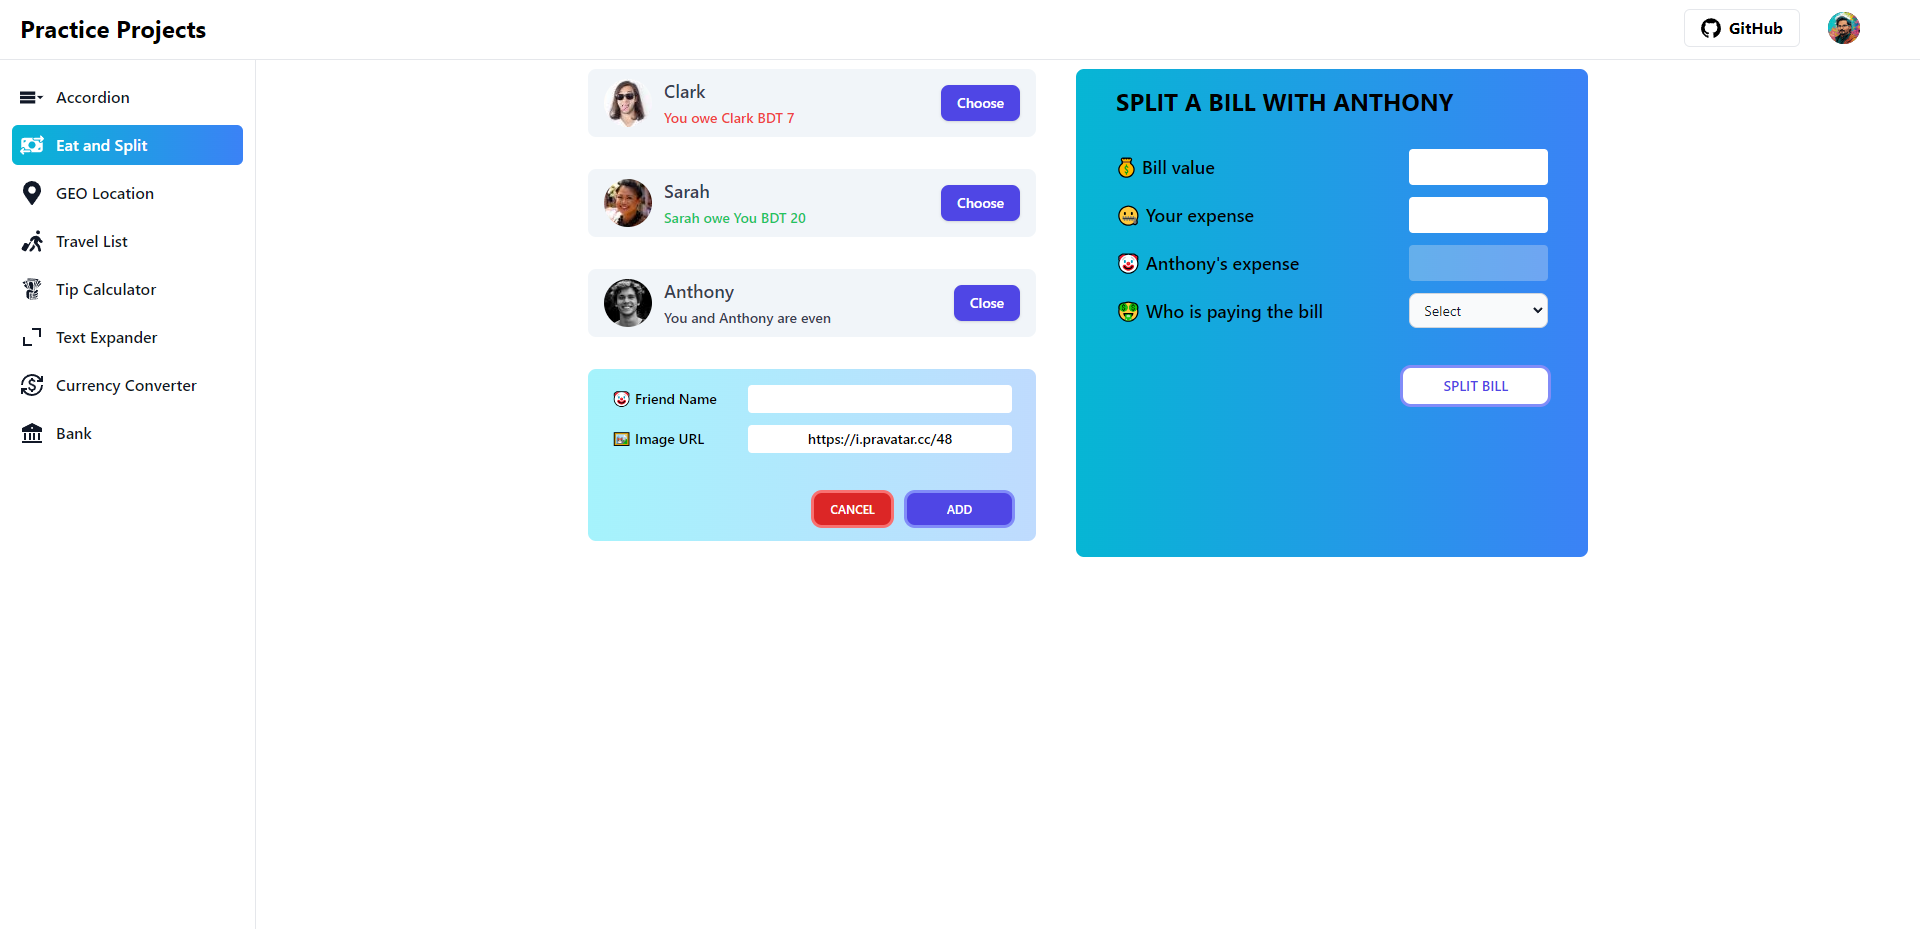 Practice Projects
GitHub
Accordion
Eat and Split
GEO Location
Travel List
Tip Calculator
Text Expander
Currency Converter
Bank
Clark
You owe Clark BDT 7
Choose
Sarah
Sarah owe You BDT 20
Choose
Anthony
You and Anthony are even
Close
Friend Name
Image URL
https://i.pravatar.cc/48
CANCEL
ADD
SPLIT A BILL WITH ANTHONY
Bill value
Your expense
Anthony's expense
Who is paying the bill
Select
SPLIT BILL